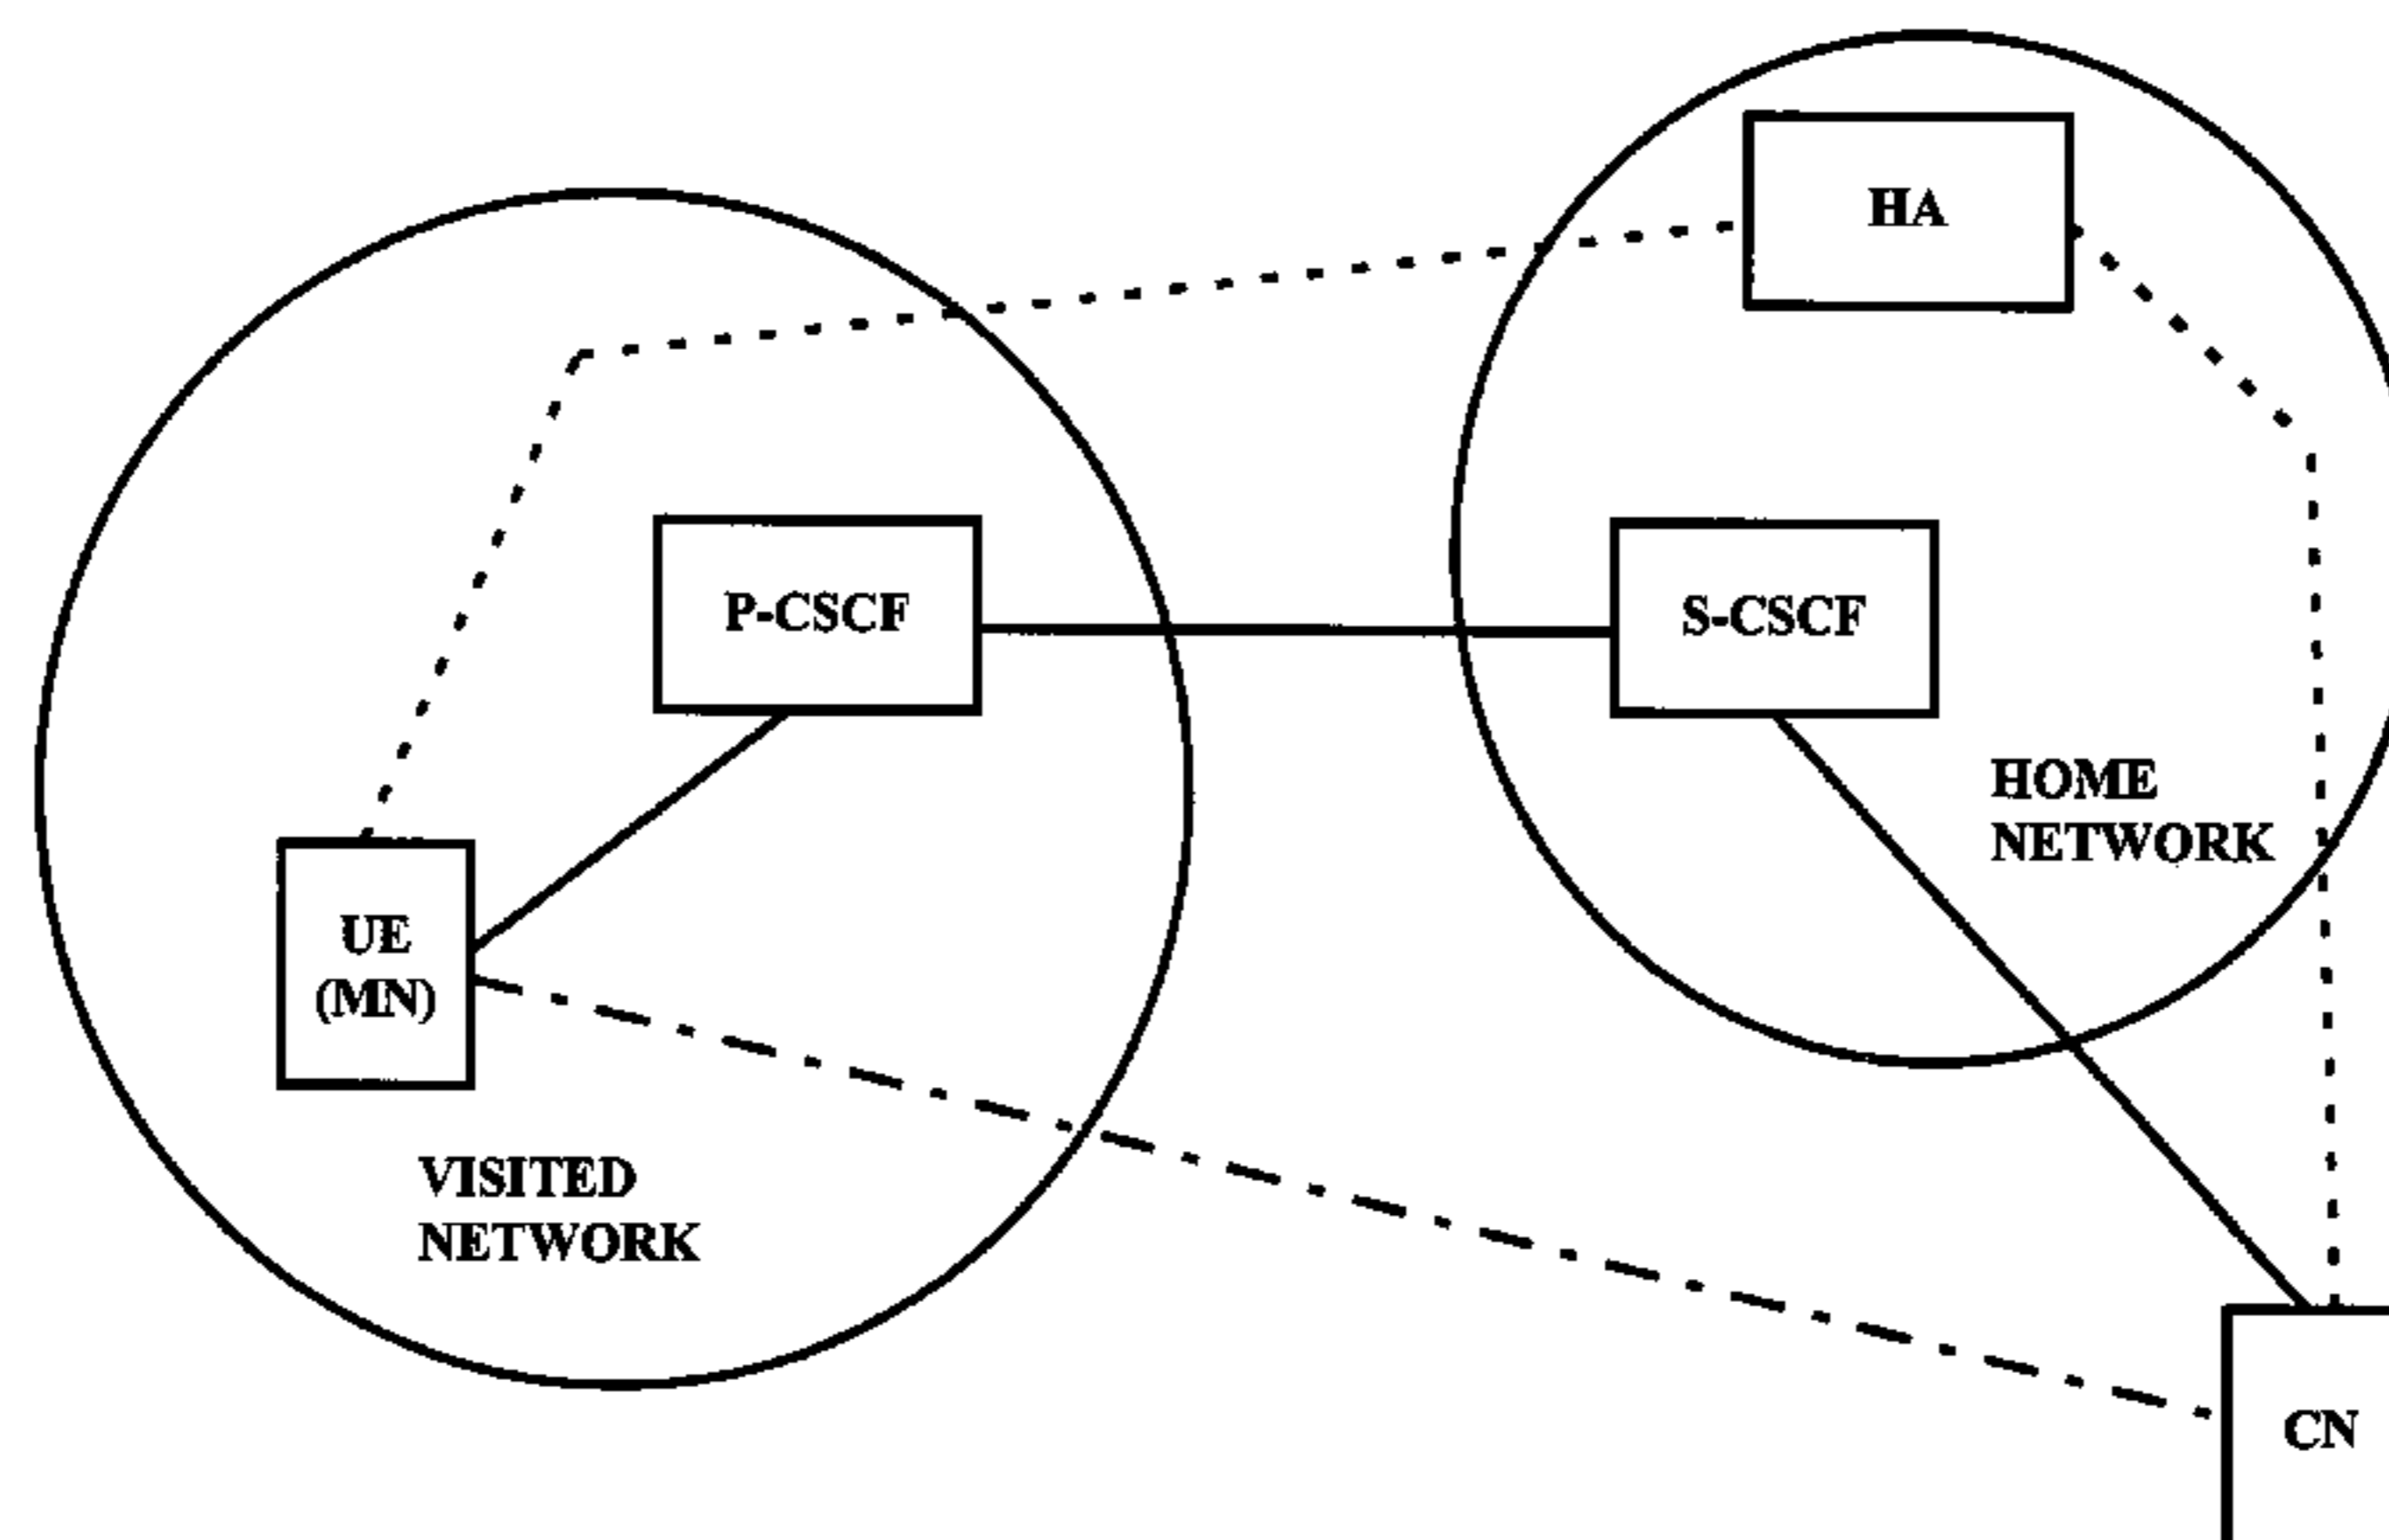 HA
P-CSCF
S-CSCF
HOME
NETWORK
UE
(MN)
VISITED
NETWORK
CN